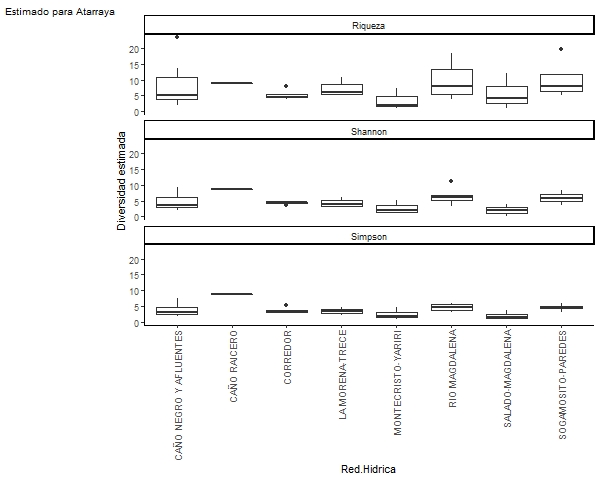 Estimado para Atarraya
Riqueza
20
15
10
5
0
Shannon
20
15
10
5
0
Simpson
20
15
10
5
0
Diversidad estimada
CAÑO NEGRO Y AFLUENTES
CAÑO RAICERO
CORREDOR
LA MORENA-TRECE
MONTECRISTO-YARIRI
RIO MAGDALENA
SALADO-MAGDALENA
SOGAMOSITO-PAREDES
Red.Hidrica